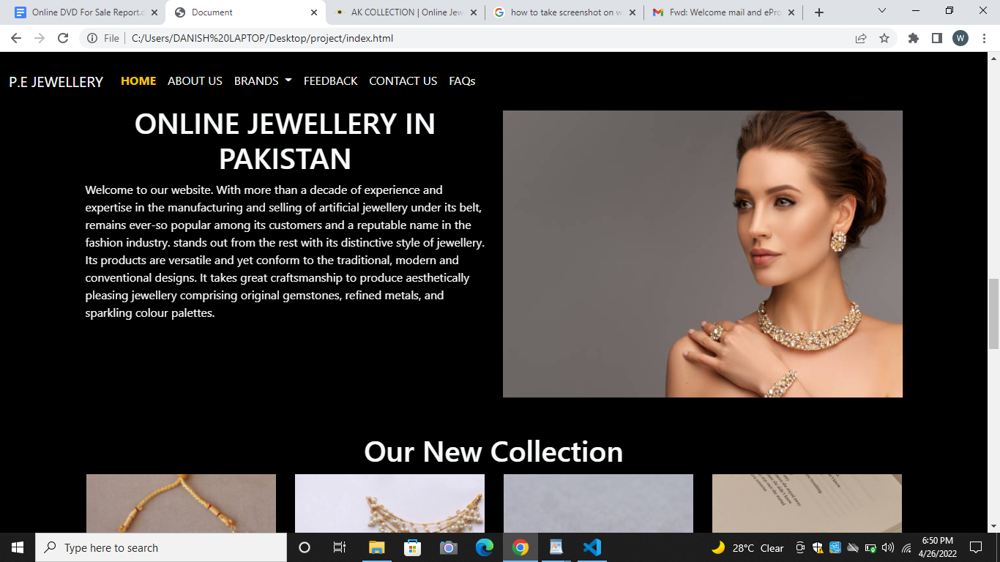 Online DVD For Sale Report.d
Document
AK COLLECTION | Online Jew
how to take screenshot on w
Fwd: Welcome mail and ePro
File
C:/Users/DANISH%20LAPTOP/Desktop/project/index.html
W
P.E JEWELLERY HOME ABOUT US BRANDS FEEDBACK CONTACT US FAQs
ONLINE JEWELLERY IN
PAKISTAN
Welcome to our website. With more than a decade of experience and
expertise in the manufacturing and selling of artificial jewellery under its belt,
remains ever-so popular among its customers and a reputable name in the
fashion industry. stands out from the rest with its distinctive style of jewellery.
Its products are versatile and yet conform to the traditional, modern and
conventional designs. It takes great craftsmanship to produce aesthetically
pleasing jewellery comprising original gemstones, refined metals, and
sparkling colour palettes.
Our New Collection
Type here to search
28°C Clear
6:50 PM
4/26/2022